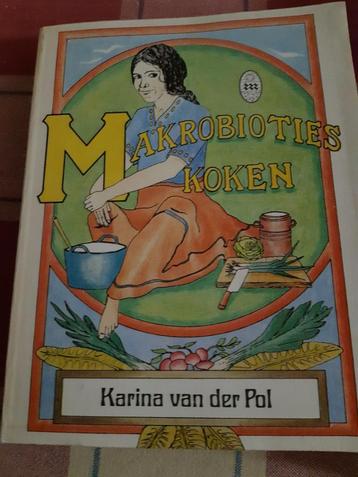 MAKROBIOTIES
KOKEN
Karina van der Pol